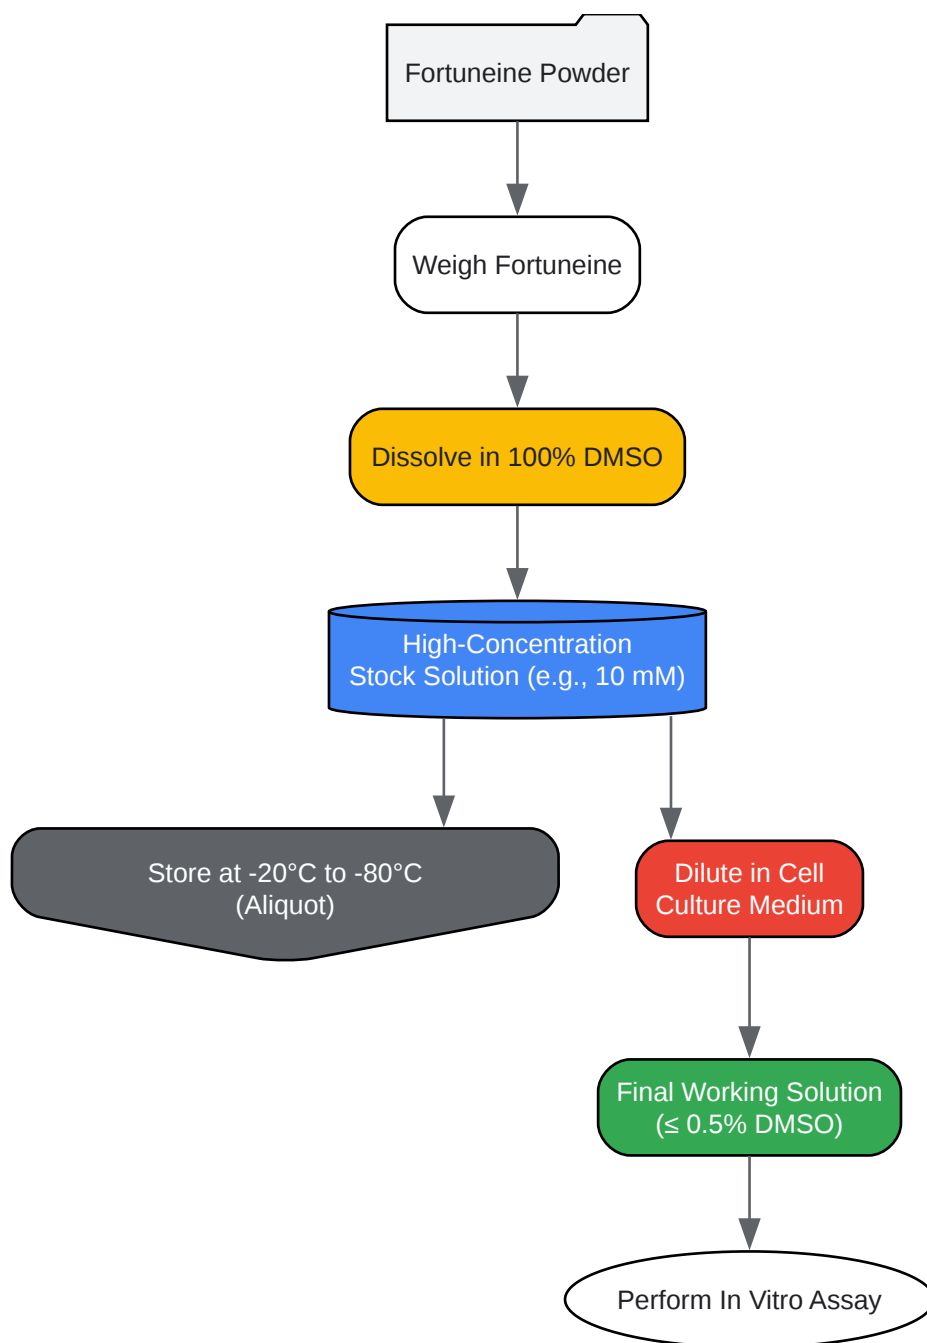 Fortuneine Powder
Weigh Fortuneine
Dissolve in 100% DMSO
High-Concentration
Stock Solution (e.g., 10 mM)
Store at -20°C to -80°C
(Aliquot)
Dilute in Cell
Culture Medium
Final Working Solution
(≤ 0.5% DMSO)
Perform In Vitro Assay